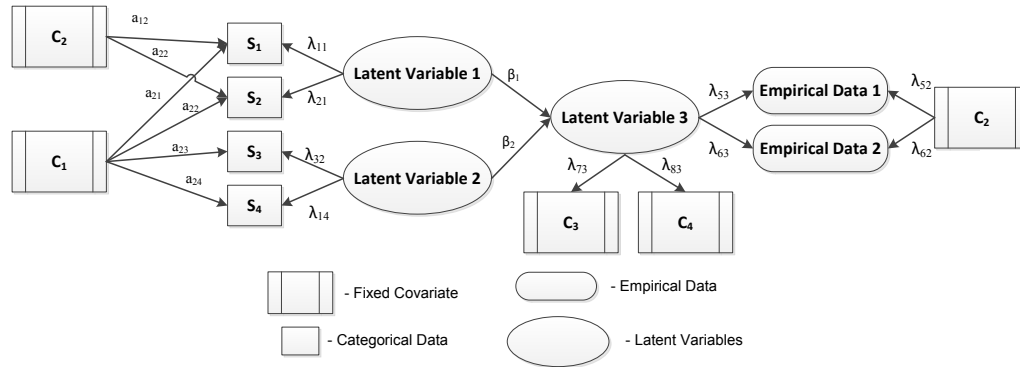 C₂
a₁₂
a₂₂
a₂₁
a₂₂
C₁
a₂₃
a₂₄
S₁
S₂
S₃
S₄
λ₁₁
λ₂₁
λ₃₂
λ₁₄
Latent Variable 1
Latent Variable 2
β₁
β₂
Latent Variable 3
λ₇₃
λ₈₃
C₃
C₄
λ₅₃
λ₆₃
Empirical Data 1
Empirical Data 2
λ₅₂
λ₆₂
C₂
- Fixed Covariate
- Empirical Data
- Categorical Data
- Latent Variables